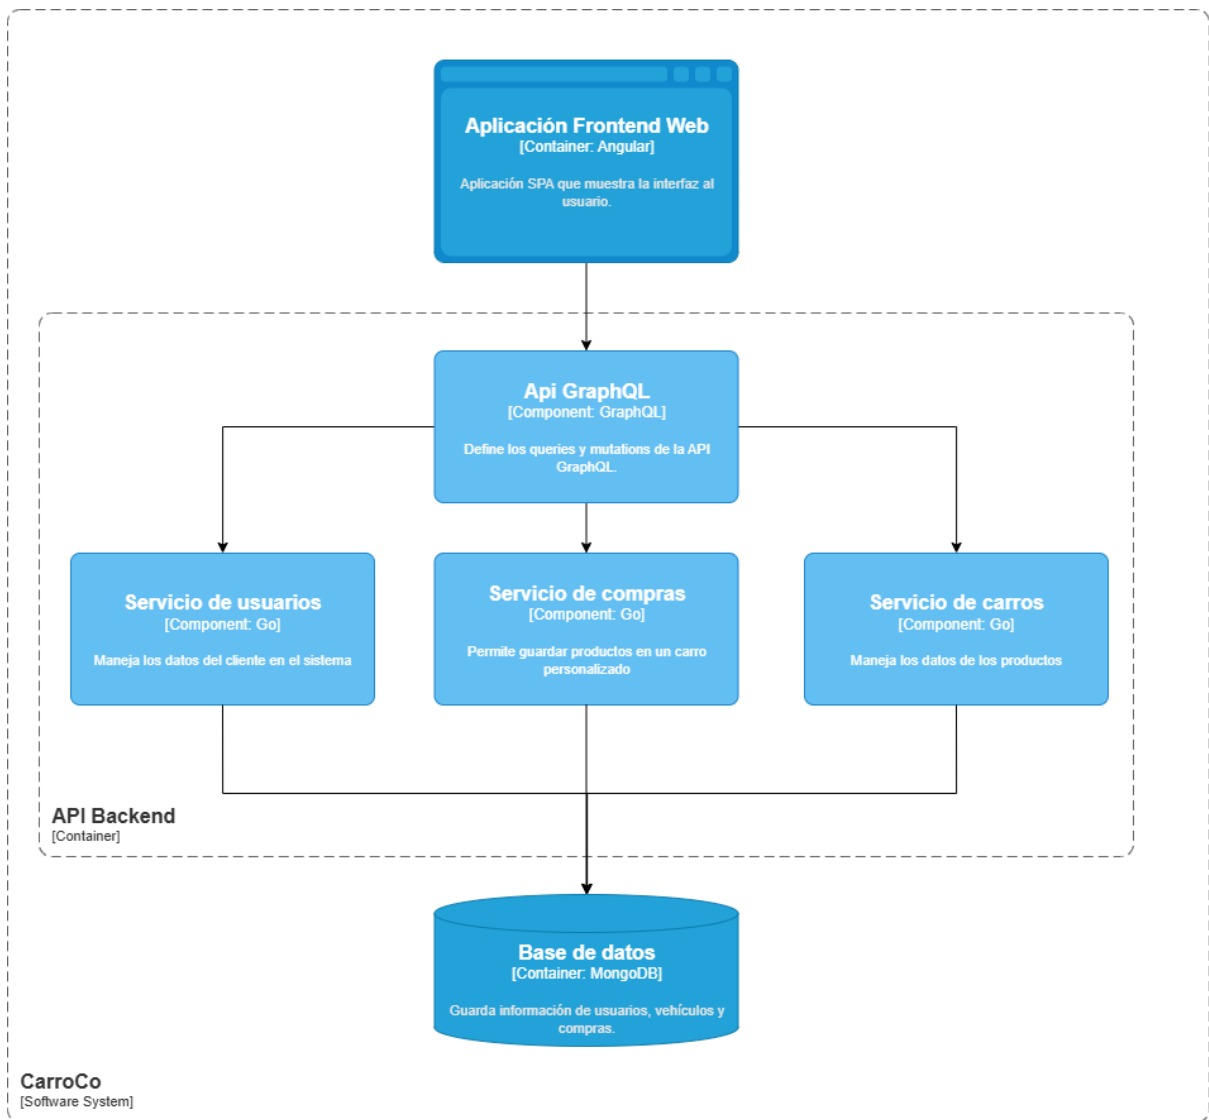 Aplicación Frontend Web
[Container: Angular]
Aplicación SPA que muestra la interfaz al
usuario.
Api GraphQL
[Component: GraphQL]
Define los queries y mutations de la API
GraphQL.
Servicio de usuarios
[Component: Go]
Maneja los datos del cliente en el sistema
Servicio de compras
[Component: Go]
Permite guardar productos en un carro
personalizado
Servicio de carros
[Component: Go]
Maneja los datos de los productos
API Backend
[Container]
Base de datos
[Container: MongoDB]
Guarda información de usuarios, vehículos y
compras.
CarroCo
[Software System]